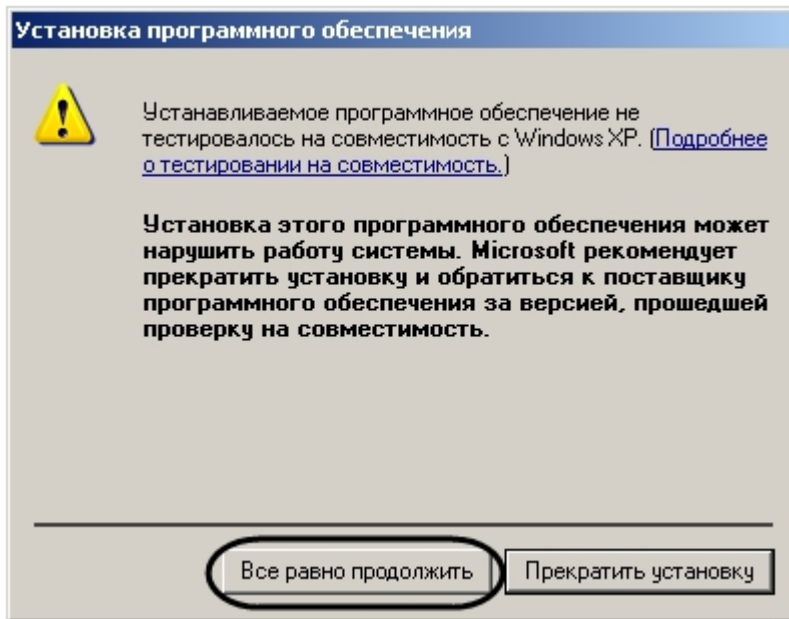 Установка программного обеспечения
Устанавливаемое программное обеспечение не
тестировалось на совместимость с Windows XP. (Подробнее
о тестировании на совместимость.)
Установка этого программного обеспечения может
нарушить работу системы. Microsoft рекомендует
прекратить установку и обратиться к поставщику
программного обеспечения за версией, прошедшей
проверку на совместимость.
Все равно продолжить
Прекратить установку